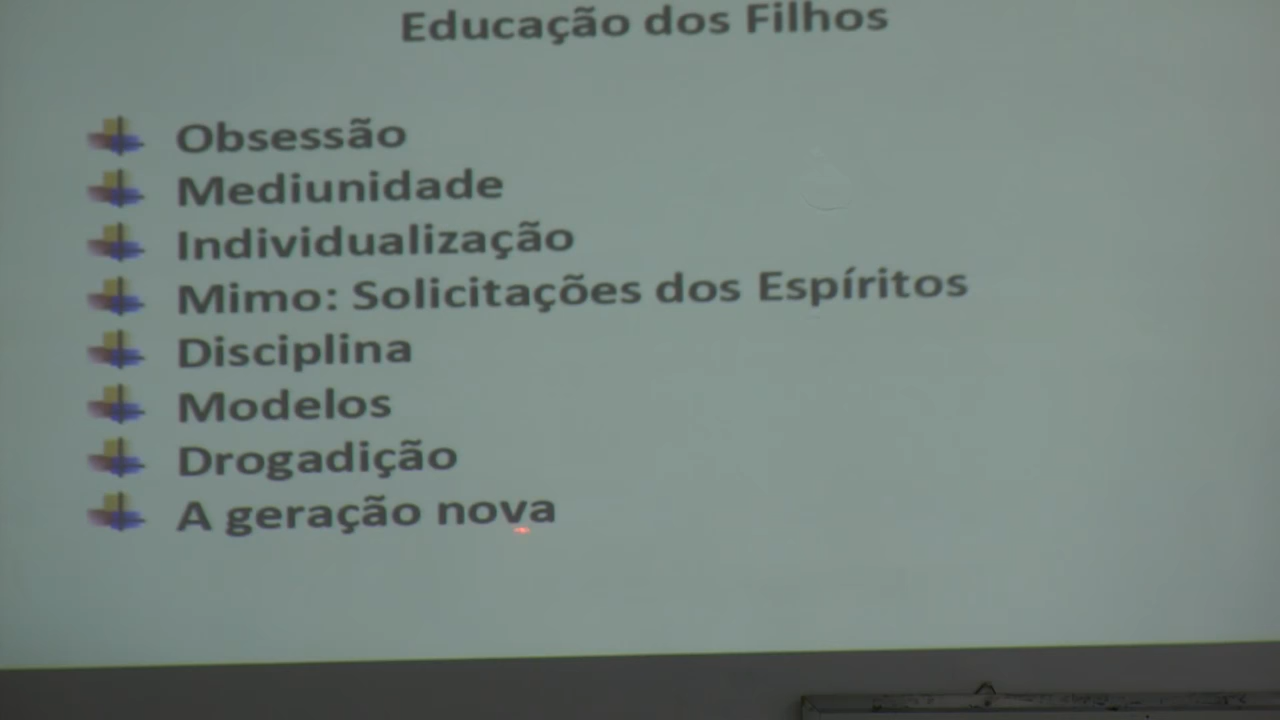 Educação dos Filhos
Obsessão
Mediunidade
Individualização
Mimo: Solicitações dos Espíritos
Disciplina
Modelos
Drogadição
A geração nova